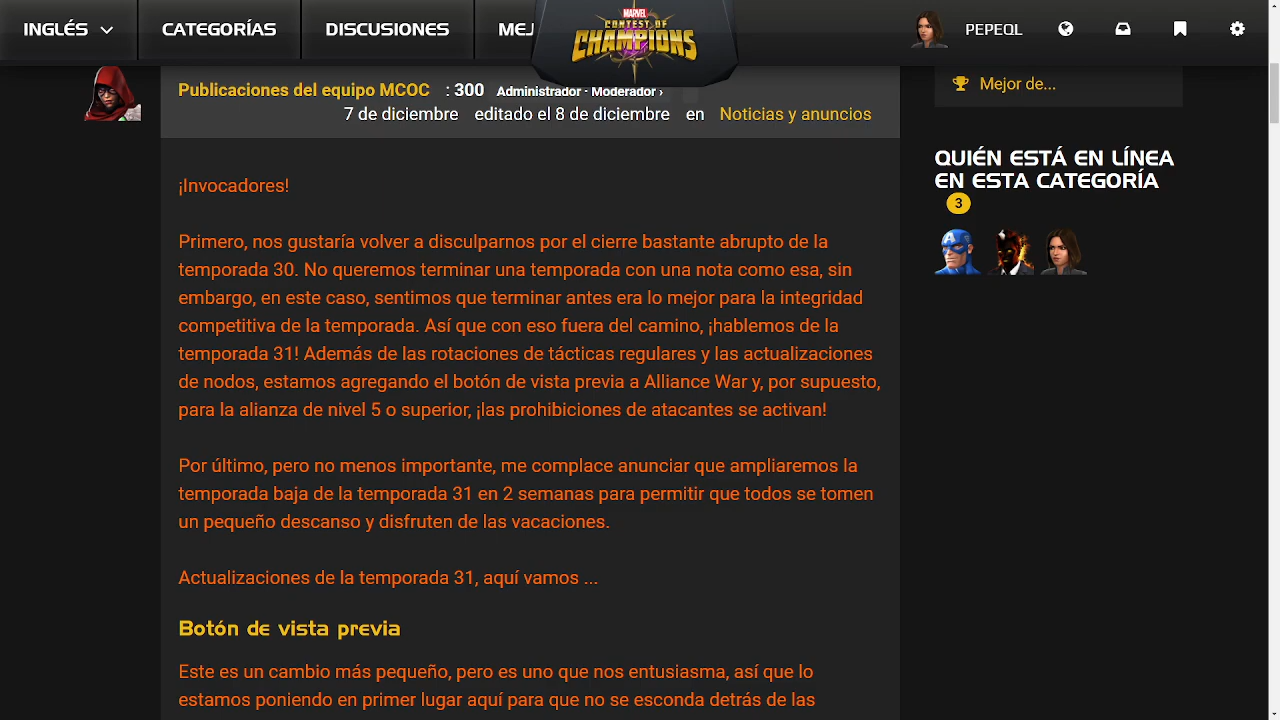 INGLÉS
CATEGORÍAS
DISCUSIONES
MEJ
MARVEL
CONTEST OF
CHAMPIONS
PEPEQL
Publicaciones del equipo MCOC : 300 Administrador · Moderador ›
7 de diciembre editado el 8 de diciembre en Noticias y anuncios
¡Invocadores!
Primero, nos gustaría volver a disculparnos por el cierre bastante abrupto de la
temporada 30. No queremos terminar una temporada con una nota como esa, sin
embargo, en este caso, sentimos que terminar antes era lo mejor para la integridad
competitiva de la temporada. Así que con eso fuera del camino, ¡hablemos de la
temporada 31! Además de las rotaciones de tácticas regulares y las actualizaciones
de nodos, estamos agregando el botón de vista previa a Alliance War y, por supuesto,
para la alianza de nivel 5 o superior, ¡las prohibiciones de atacantes se activan!
Por último, pero no menos importante, me complace anunciar que ampliaremos la
temporada baja de la temporada 31 en 2 semanas para permitir que todos se tomen
un pequeño descanso y disfruten de las vacaciones.
Actualizaciones de la temporada 31, aquí vamos ...
Botón de vista previa
Este es un cambio más pequeño, pero es uno que nos entusiasma, así que lo
estamos poniendo en primer lugar aquí para que no se esconda detrás de las
Mejor de...
QUIÉN ESTÁ EN LÍNEA
EN ESTA CATEGORÍA
3